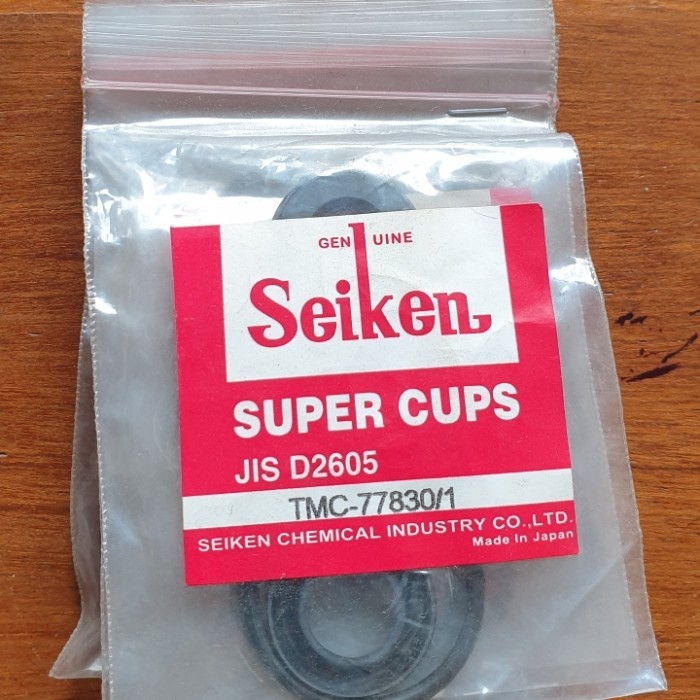 GENUINE
Seiken
SUPER CUPS
JIS D2605
TMC-77830/1
SEIKEN CHEMICAL INDUSTRY CO.,LTD.
Made In Japan